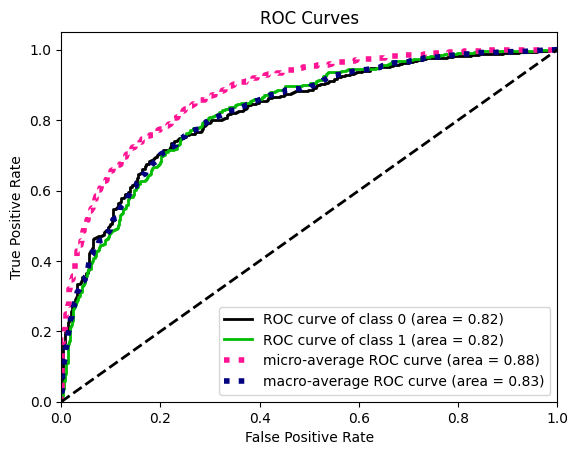 ROC Curves
1.0
0.8
0.6
0.4
0.2
0.0
True Positive Rate
ROC curve of class 0 (area = 0.82)
ROC curve of class 1 (area = 0.82)
micro-average ROC curve (area = 0.88)
macro-average ROC curve (area = 0.83)
0.0 0.2 0.4 0.6 0.8 1.0
False Positive Rate